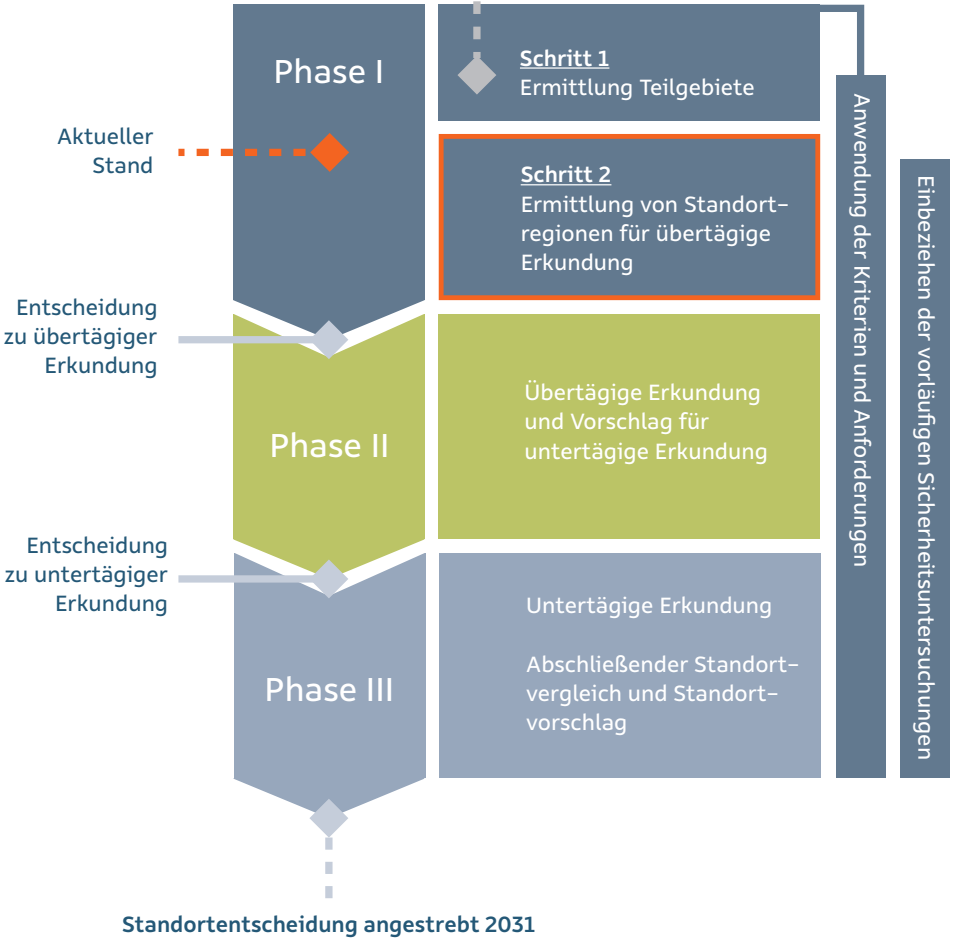 Phase I
Schritt 1
Ermittlung Teilgebiete
Aktueller
Stand
Schritt 2
Ermittlung von Standort–
regionen für übertägige
Erkundung
Entscheidung
zu übertägiger
Erkundung
Phase II
Übertägige Erkundung
und Vorschlag für
untertägige Erkundung
Entscheidung
zu untertägiger
Erkundung
Phase III
Untertägige Erkundung
Abschließender Standort–
vergleich und Standort–
vorschlag
Anwendung der Kriterien und Anforderungen
Einbeziehen der vorläufigen Sicherheitsuntersuchungen
Standortentscheidung angestrebt 2031